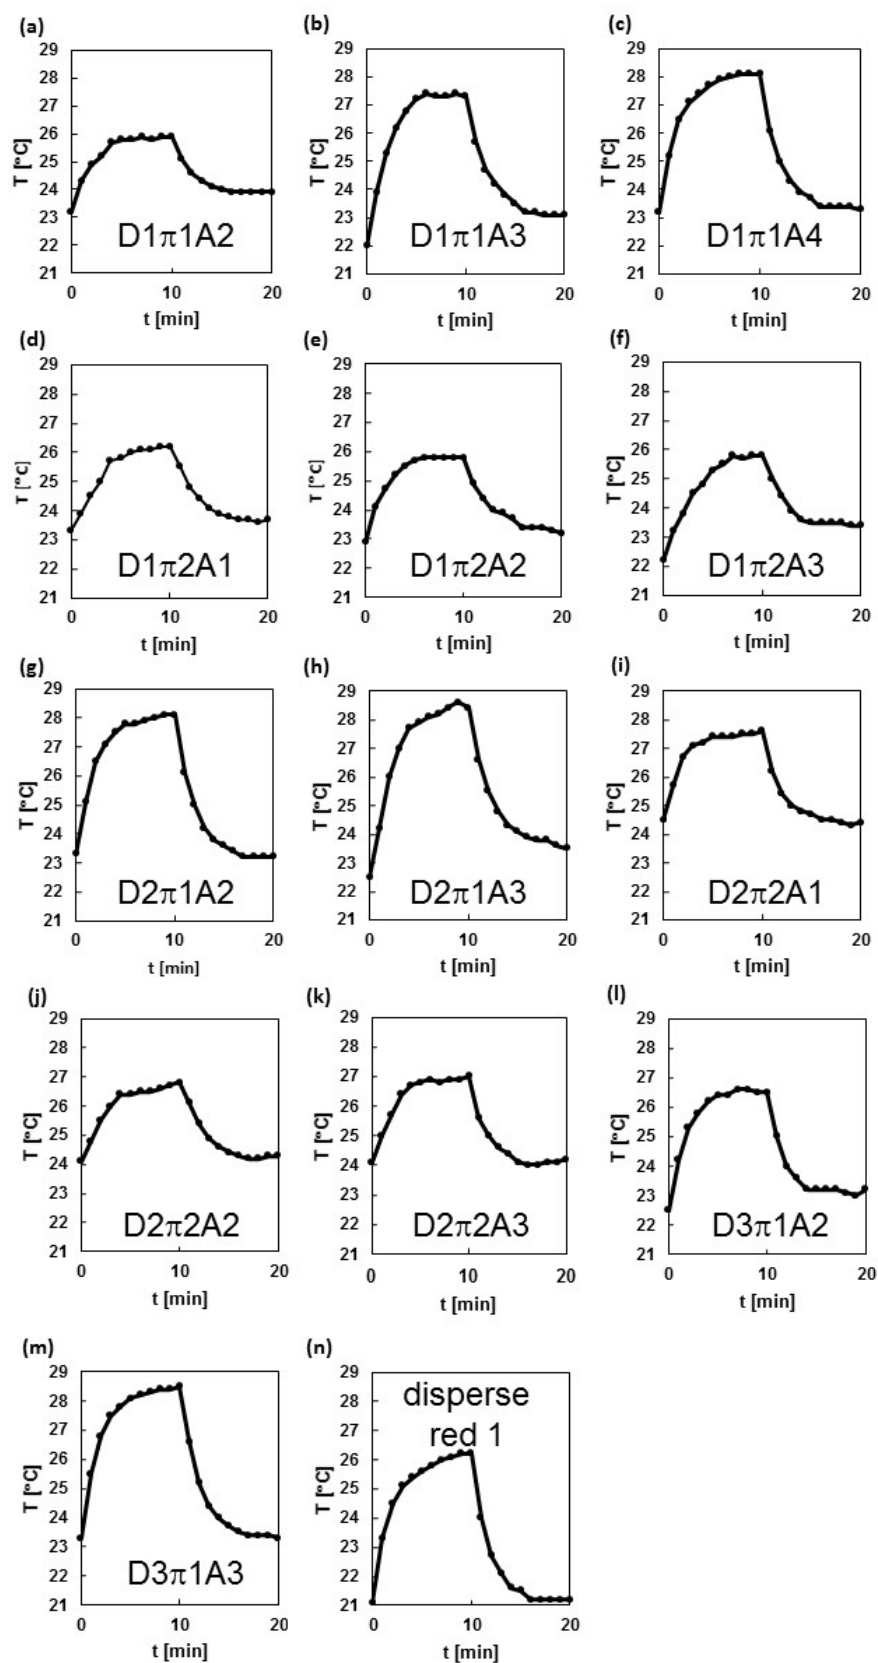 (a) (b) (c)
29 29 29
28 28 28
27 27 27
26 26 26
25 25 25
24 24 24
23 23 23
22 22 22
21 21 21
T [°C] T [°C] T [°C]
D1π1A2 D1π1A3 D1π1A4
0 10 20 0 10 20 0 10 20
t [min] t [min] t [min]
(d) (e) (f)
29 29 29
28 28 28
27 27 27
26 26 26
25 25 25
24 24 24
23 23 23
22 22 22
21 21 21
T [°C] T [°C] T [°C]
D1π2A1 D1π2A2 D1π2A3
0 10 20 0 10 20 0 10 20
t [min] t [min] t [min]
(g) (h) (i)
29 29 29
28 28 28
27 27 27
26 26 26
25 25 25
24 24 24
23 23 23
22 22 22
21 21 21
T [°C] T [°C] T [°C]
D2π1A2 D2π1A3 D2π2A1
0 10 20 0 10 20 0 10 20
t [min] t [min] t [min]
(j) (k) (l)
29 29 29
28 28 28
27 27 27
26 26 26
25 25 25
24 24 24
23 23 23
22 22 22
21 21 21
T [°C] T [°C] T [°C]
D2π2A2 D2π2A3 D3π1A2
0 10 20 0 10 20 0 10 20
t [min] t [min] t [min]
(m) (n)
29 29
28 28
27 27
26 26
25 25
24 24
23 23
22 22
21 21
T [°C] T [°C]
disperse
red 1
D3π1A3
0 10 20 0 10 20
t [min] t [min]